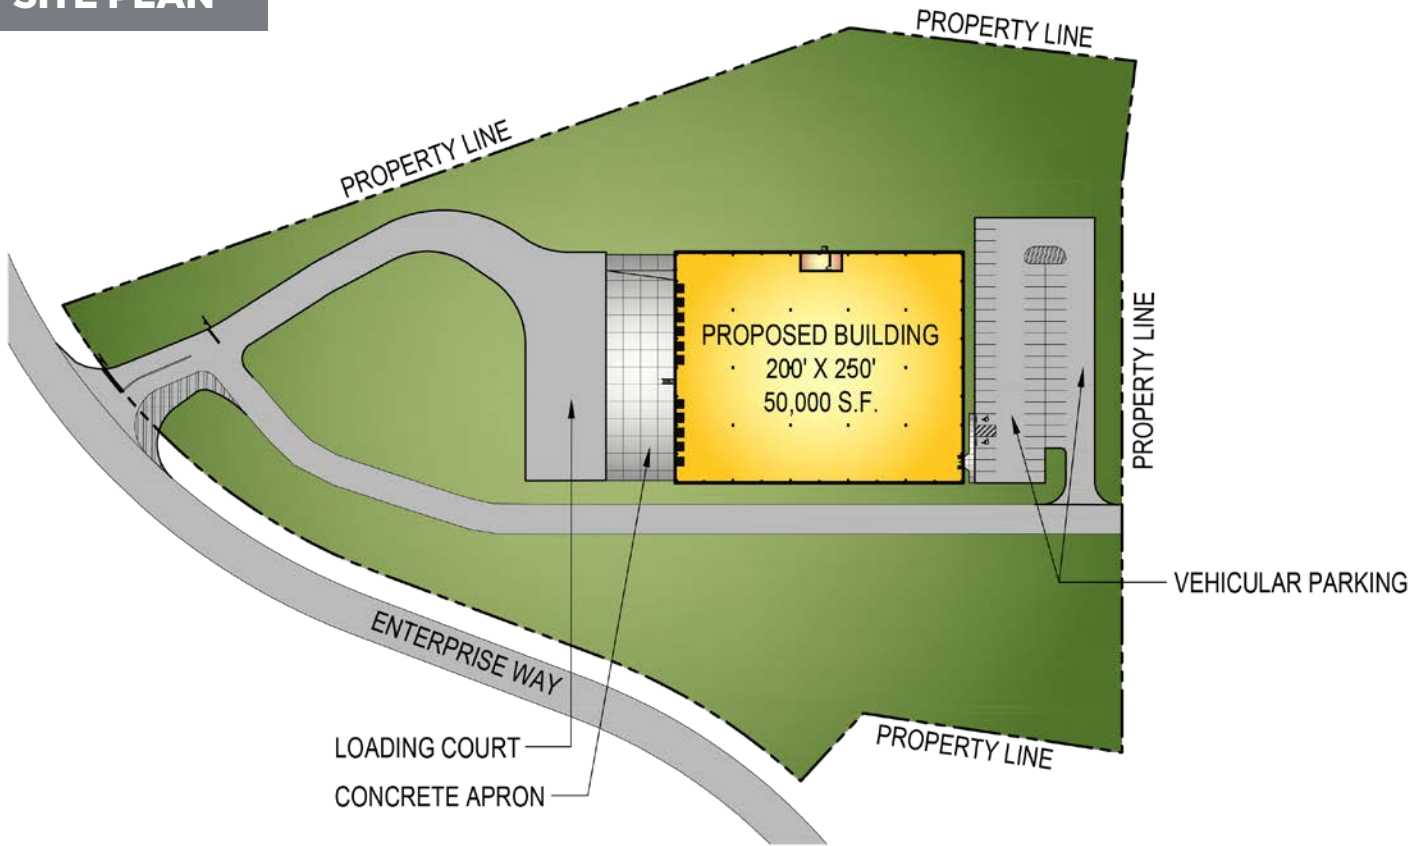 SITE PLAN
PROPERTY LINE
PROPERTY LINE
PROPERTY LINE
PROPOSED BUILDING
200' X 250'
50,000 S.F.
VEHICULAR PARKING
ENTERPRISE WAY
LOADING COURT
CONCRETE APRON
PROPERTY LINE